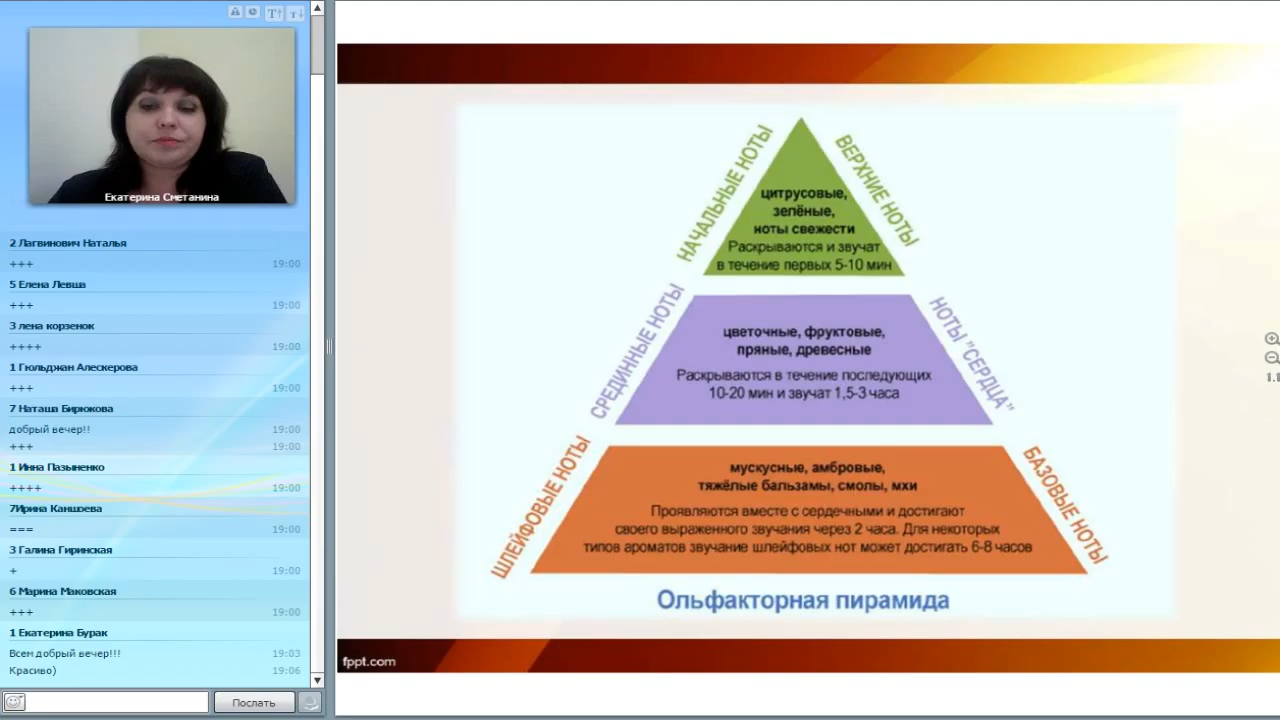 Екатерина Сметанина
2 Лагвинович Наталья
+++ 19:00
5 Елена Левша
+++ 19:00
3 лена корзенок
++++ 19:00
1 Гюльджан Алескерова
+++ 19:00
7 Наташа Бирюкова
добрый вечер!! 19:00
+++ 19:00
1 Инна Пазыненко
++++ 19:00
7Ирина Каншоева
=== 19:00
3 Галина Гиринская
+ 19:00
6 Марина Маковская
+++ 19:00
1 Екатерина Бурак
Всем добрый вечер!!! 19:03
Красиво) 19:06
Послать
НАЧАЛЬНЫЕ НОТЫ
ВЕРХНИЕ НОТЫ
цитрусовые,
зелёные,
ноты свежести
Раскрываются и звучат
в течение первых 5-10 мин
СРЕДИННЫЕ НОТЫ
НОТЫ "СЕРДЦА"
цветочные, фруктовые,
пряные, древесные
Раскрываются в течение последующих
10-20 мин и звучат 1,5-3 часа
ШЛЕЙФОВЫЕ НОТЫ
БАЗОВЫЕ НОТЫ
мускусные, амбровые,
тяжёлые бальзамы, смолы, мхи
Проявляются вместе с сердечными и достигают
своего выраженного звучания через 2 часа. Для некоторых
типов ароматов звучание шлейфовых нот может достигать 6-8 часов
Ольфакторная пирамида
fppt.com